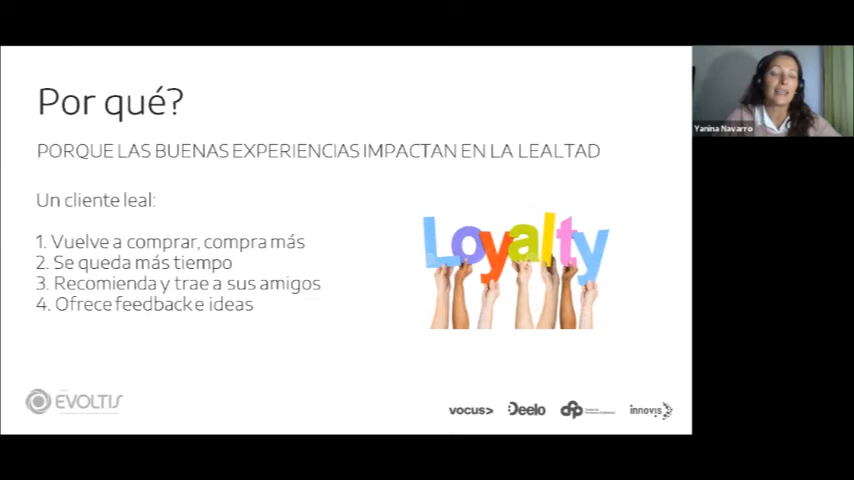 Por qué?
PORQUE LAS BUENAS EXPERIENCIAS IMPACTAN EN LA LEALTAD
Un cliente leal:
1. Vuelve a comprar, compra más
2. Se queda más tiempo
3. Recomienda y trae a sus amigos
4. Ofrece feedback e ideas
Loyalty
Yanina Navarro
EVOLTIS
vocus>
Deelo
innovis